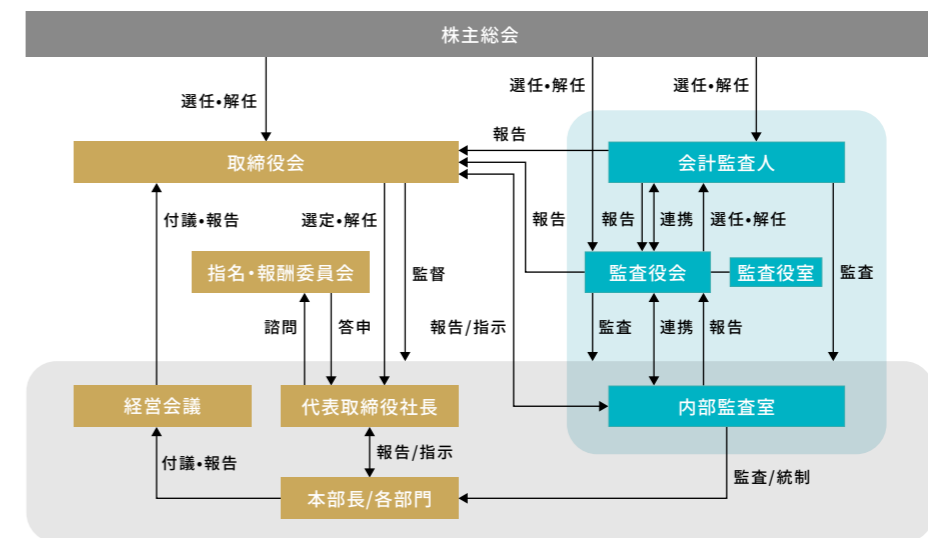 株主総会
選任・解任
選任・解任
選任・解任
報告
取締役会
会計監査人
付議・報告
選定・解任
報告
報告
連携
選任・解任
指名・報酬委員会
監督
監査役会
監査役室
監査
諮問
答申
報告/指示
監査
連携
報告
経営会議
代表取締役社長
内部監査室
付議・報告
報告/指示
監査/統制
本部長/各部門